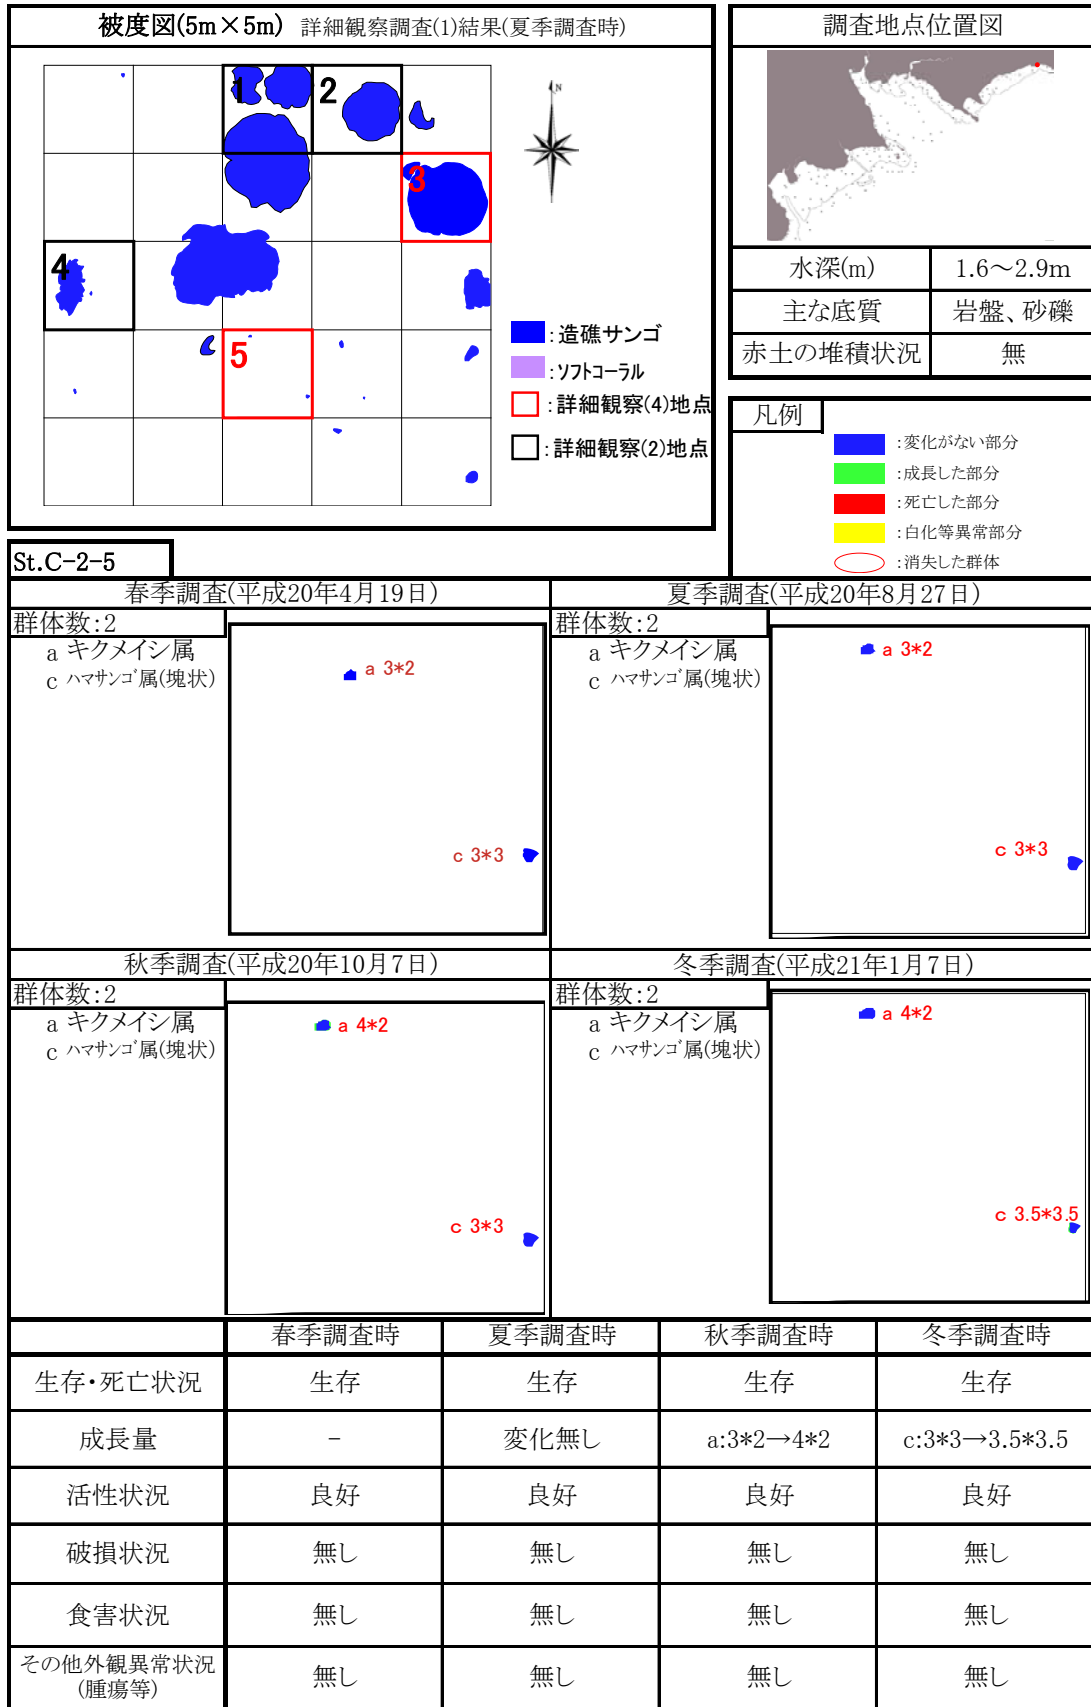 被度図(5m×5m) 詳細観察調査(1)結果(夏季調査時)
1
2
3
4
5
N
:造礁サンゴ
:ソフトコーラル
:詳細観察(4)地点
:詳細観察(2)地点
調査地点位置図
水深(m) 1.6～2.9m
主な底質 岩盤、砂礫
赤土の堆積状況 無
凡例
:変化がない部分
:成長した部分
:死亡した部分
:白化等異常部分
:消失した群体
St.C-2-5
春季調査(平成20年4月19日)
群体数:2
a キクメイシ属
c ハマサンゴ属(塊状)
a 3*2
c 3*3
夏季調査(平成20年8月27日)
群体数:2
a キクメイシ属
c ハマサンゴ属(塊状)
a 3*2
c 3*3
秋季調査(平成20年10月7日)
群体数:2
a キクメイシ属
c ハマサンゴ属(塊状)
a 4*2
c 3*3
冬季調査(平成21年1月7日)
群体数:2
a キクメイシ属
c ハマサンゴ属(塊状)
a 4*2
c 3.5*3.5
春季調査時 夏季調査時 秋季調査時 冬季調査時
生存・死亡状況 生存 生存 生存 生存
成長量 － 変化無し a:3*2→4*2 c:3*3→3.5*3.5
活性状況 良好 良好 良好 良好
破損状況 無し 無し 無し 無し
食害状況 無し 無し 無し 無し
その他外観異常状況
(腫瘍等) 無し 無し 無し 無し